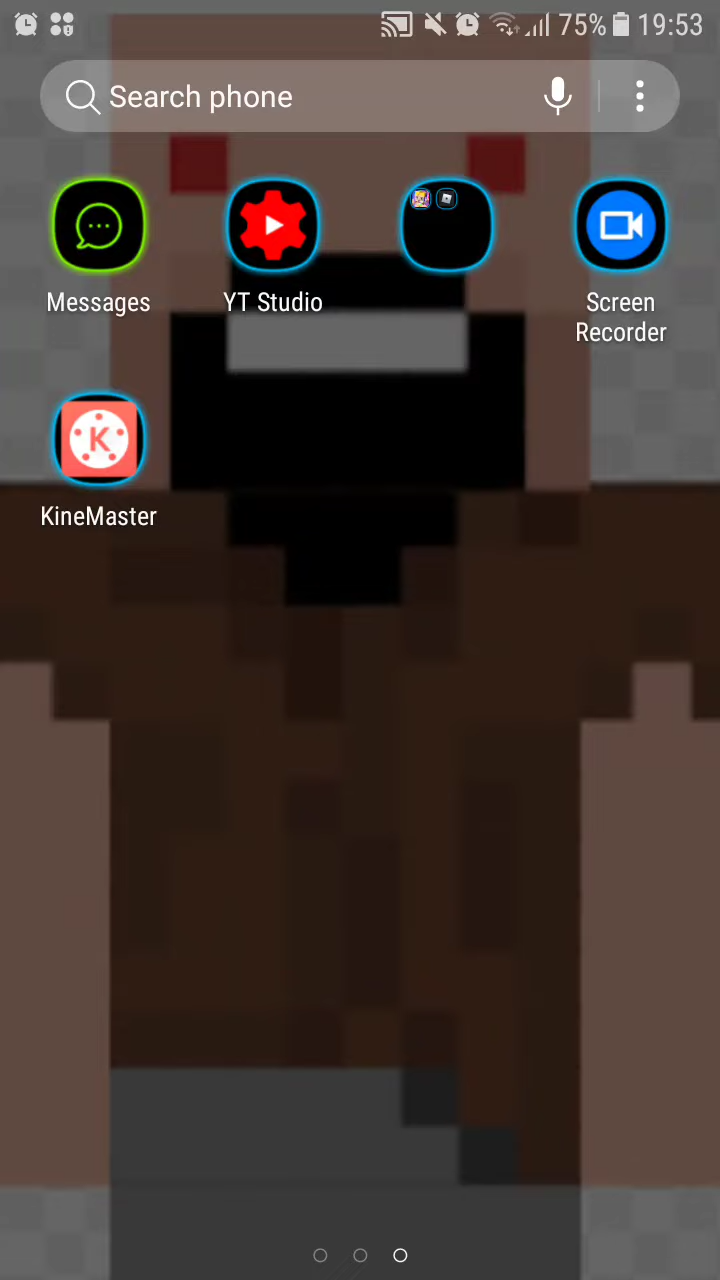 75% 19:53
Search phone
Messages
YT Studio
Screen
Recorder
K
KineMaster